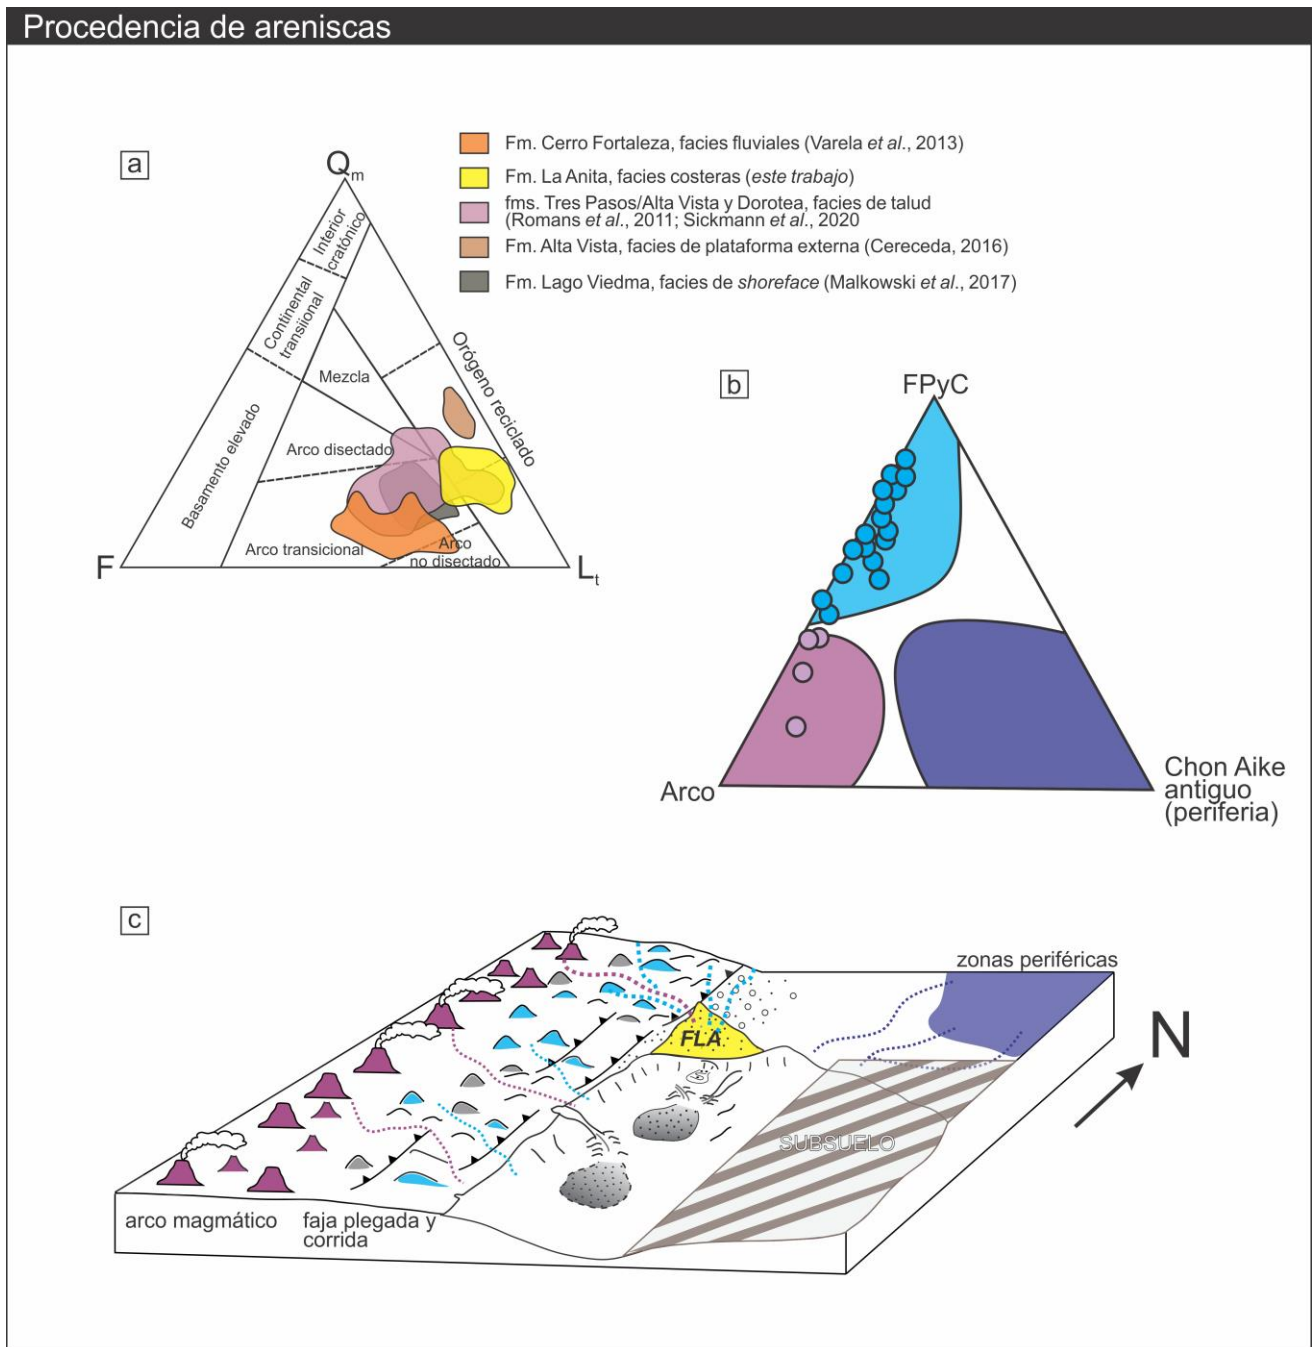 Procedencia de areniscas
a
Qm
Interior
cratónico
Continental
transiional
Basamento elevado
Mezcla
Orógeno reciclado
Arco disectado
Arco transicional
Arco
no disectado
F
Lt
Fm. Cerro Fortaleza, facies fluviales (Varela et al., 2013)
Fm. La Anita, facies costeras (este trabajo)
fms. Tres Pasos/Alta Vista y Dorotea, facies de talud
(Romans et al., 2011; Sickmann et al., 2020
Fm. Alta Vista, facies de plataforma externa (Cereceda, 2016)
Fm. Lago Viedma, facies de shoreface (Malkowski et al., 2017)
b
FPyC
Arco
Chon Aike
antiguo
(periferia)
c
zonas periféricas
N
FLA
SUBSUELO
arco magmático
faja plegada y
corrida